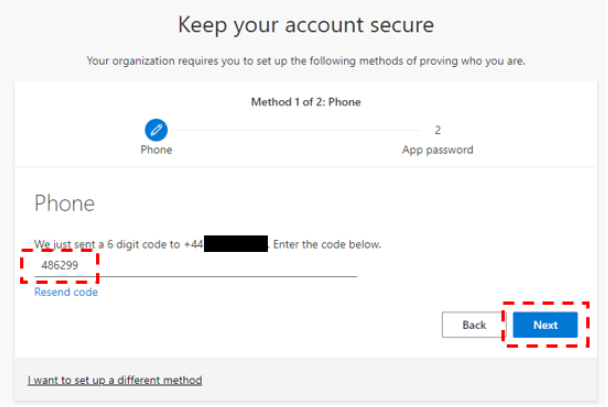 Keep your account secure
Your organization requires you to set up the following methods of proving who you are.
Method 1 of 2: Phone
2
Phone
App password
Phone
We just sent a 6 digit code to +44 . Enter the code below.
486299
Resend code
Back
Next
I want to set up a different method